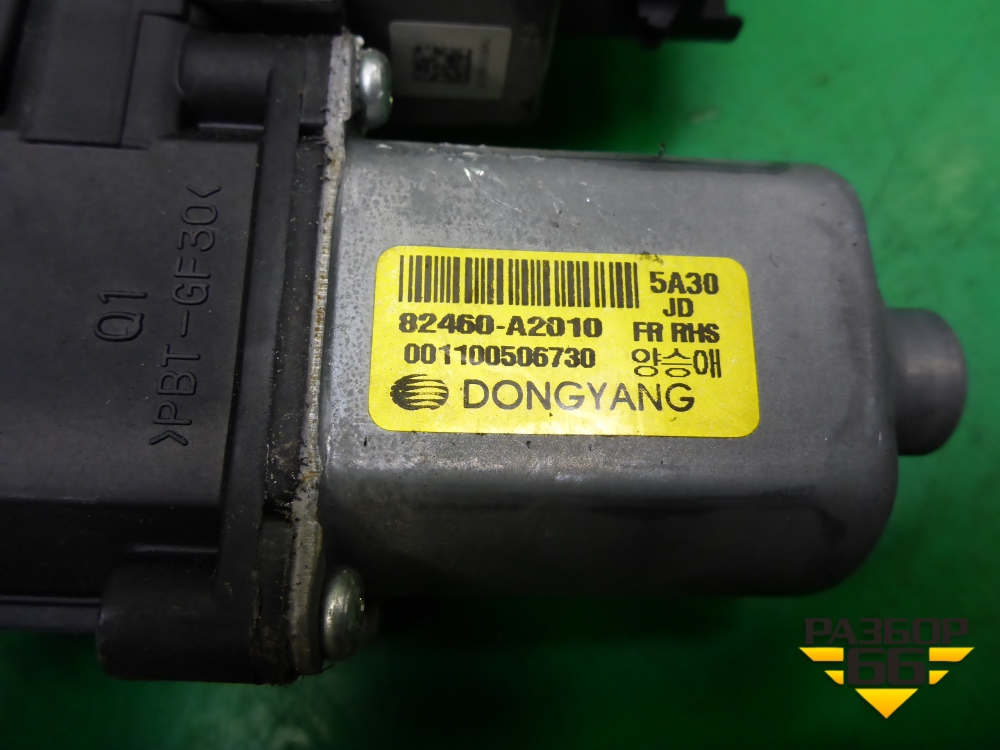 Q1
>PBT-GF30<
5A30
JD
82460-A2010
FR RHS
001100506730
양승애
DONGYANG
РАЗБОР
66